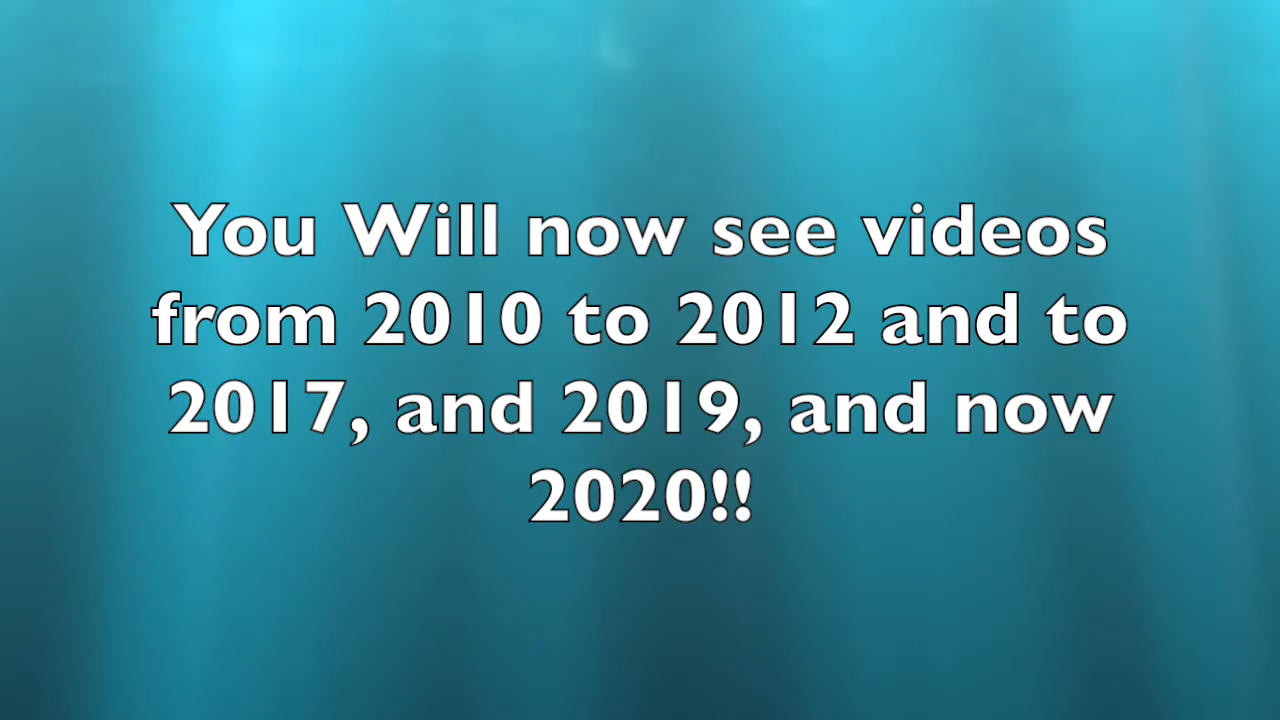 You Will now see videos
from 2010 to 2012 and to
2017, and 2019, and now
2020!!